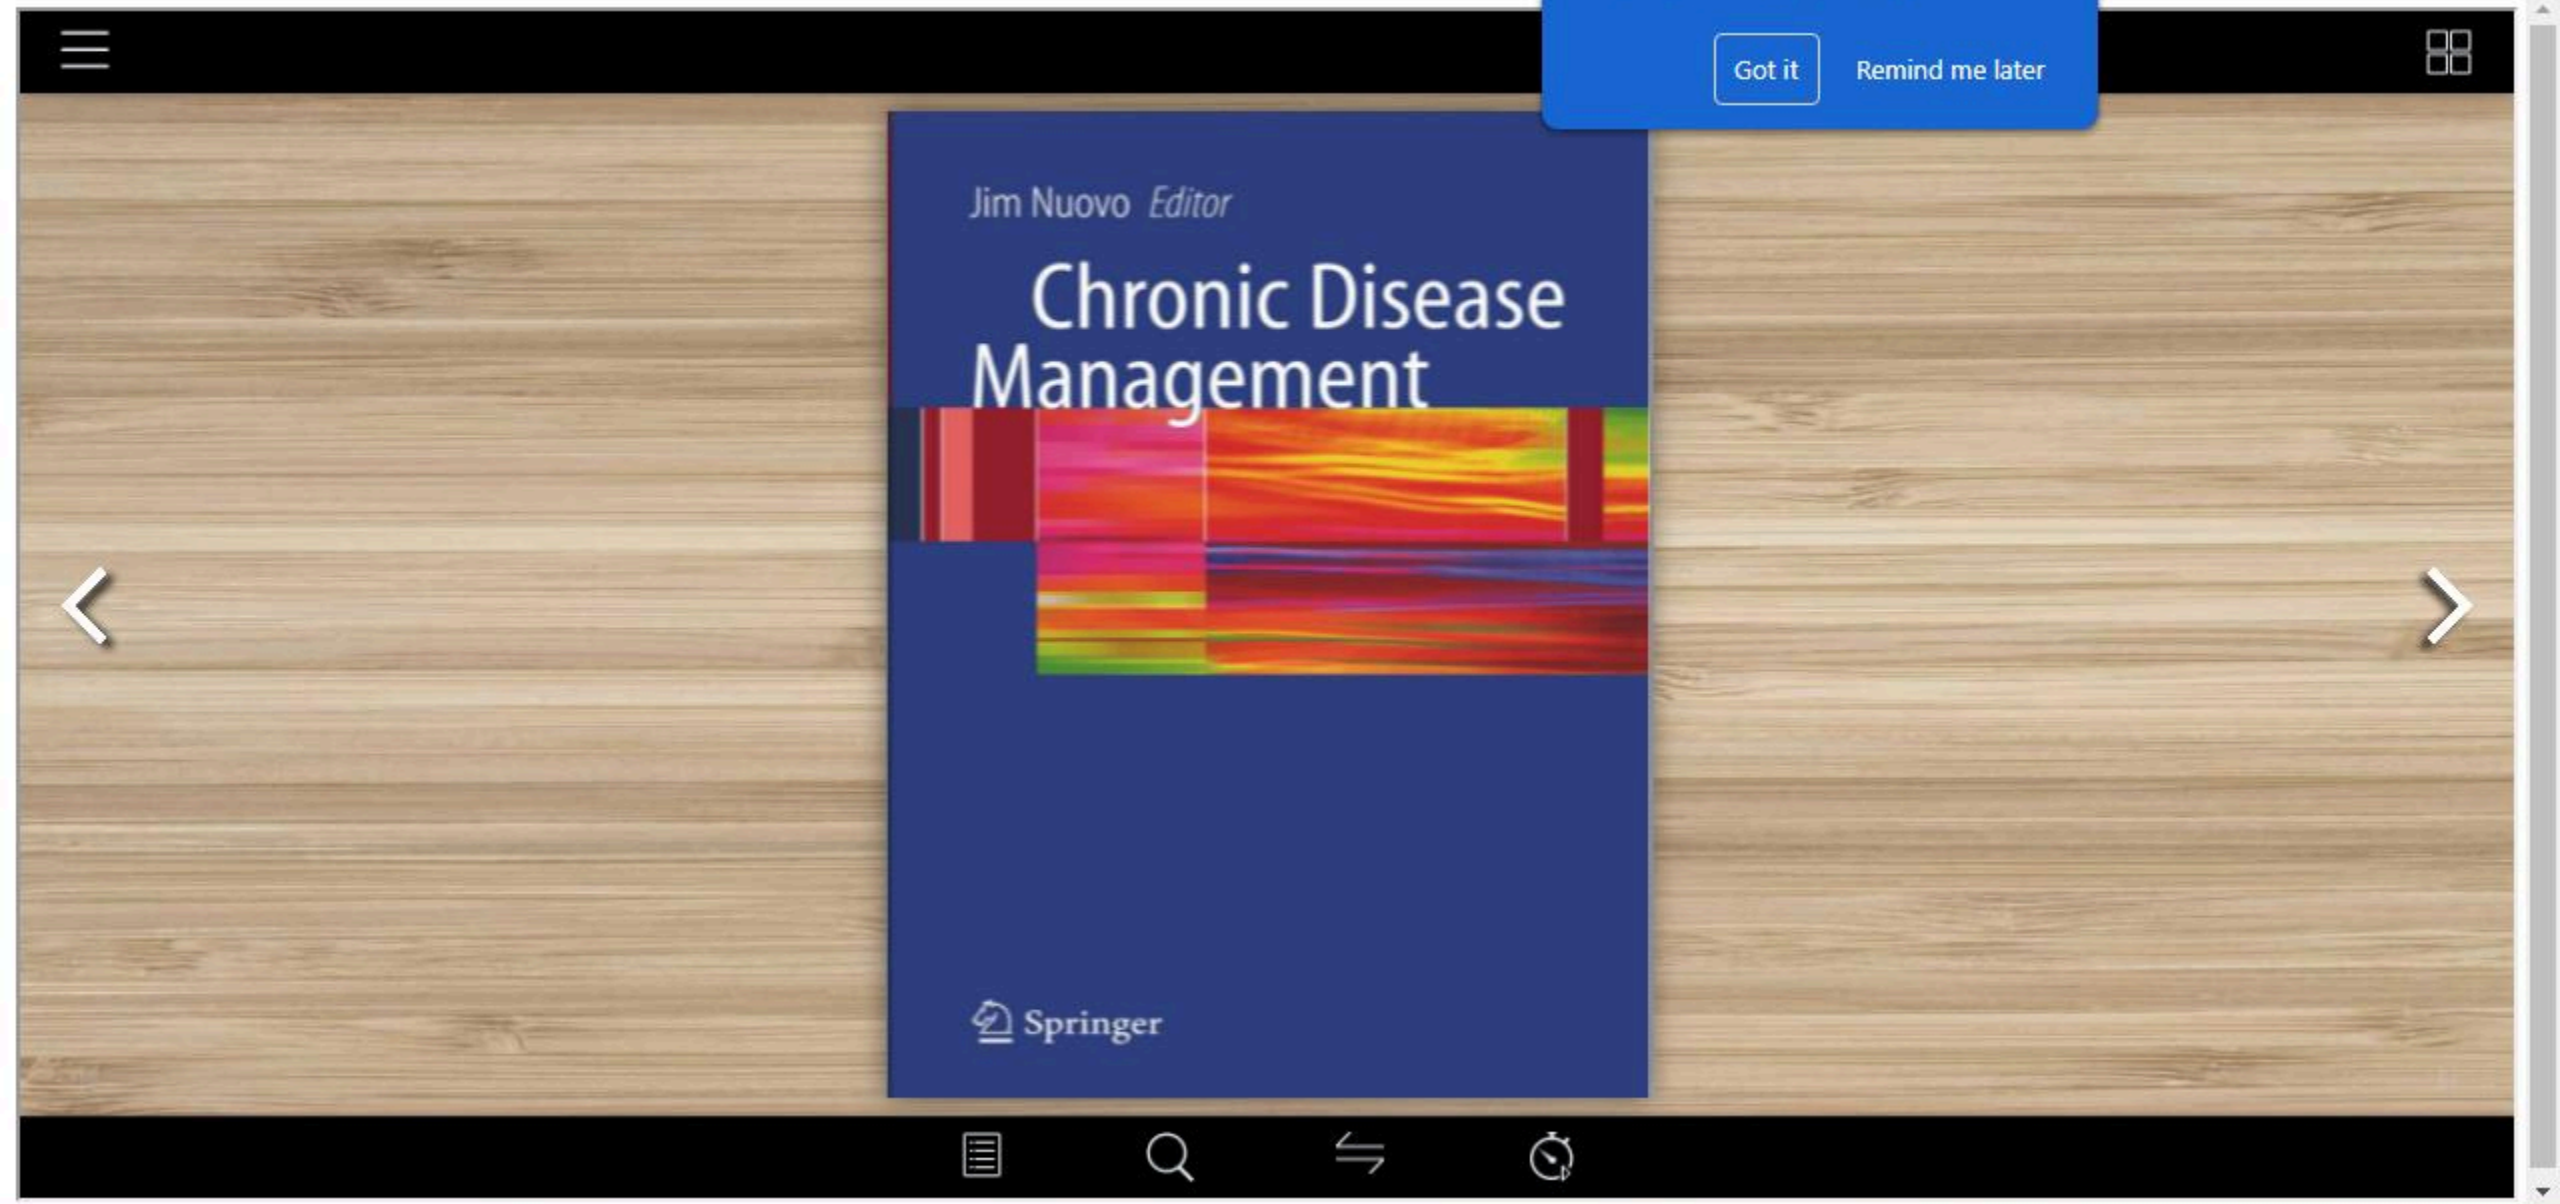 Got it Remind me later
Jim Nuovo Editor
Chronic Disease
Management
Springer